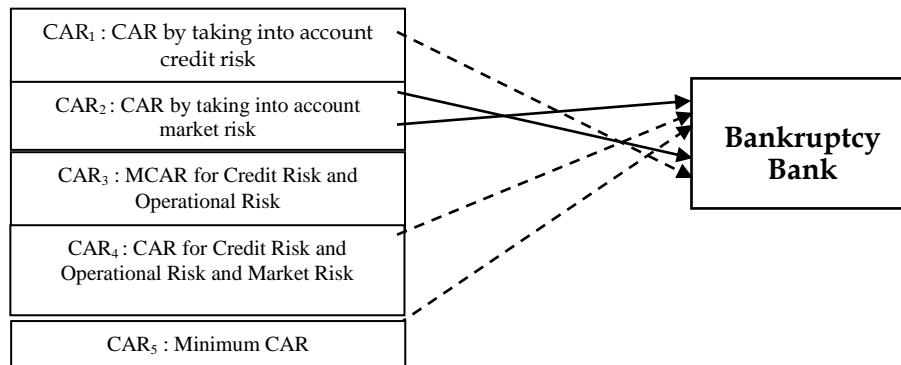 CAR₁ : CAR by taking into account
credit risk
CAR₂ : CAR by taking into account
market risk
CAR₃ : MCAR for Credit Risk and
Operational Risk
CAR₄ : CAR for Credit Risk and
Operational Risk and Market Risk
CAR₅ : Minimum CAR
Bankruptcy
Bank